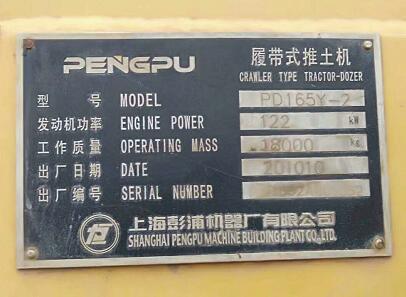 PENGPU
履带式推土机
CRAWLER TYPE TRACTOR-DOZER
型 号 MODEL PD165Y-2
发动机功率 ENGINE POWER 122 kW
工作质量 OPERATING MASS 18000 kg
出厂日期 DATE 201010
出厂编号 SERIAL NUMBER
上海彭浦机器厂有限公司
SHANGHAI PENGPU MACHINE BUILDING PLANT CO.,LTD.